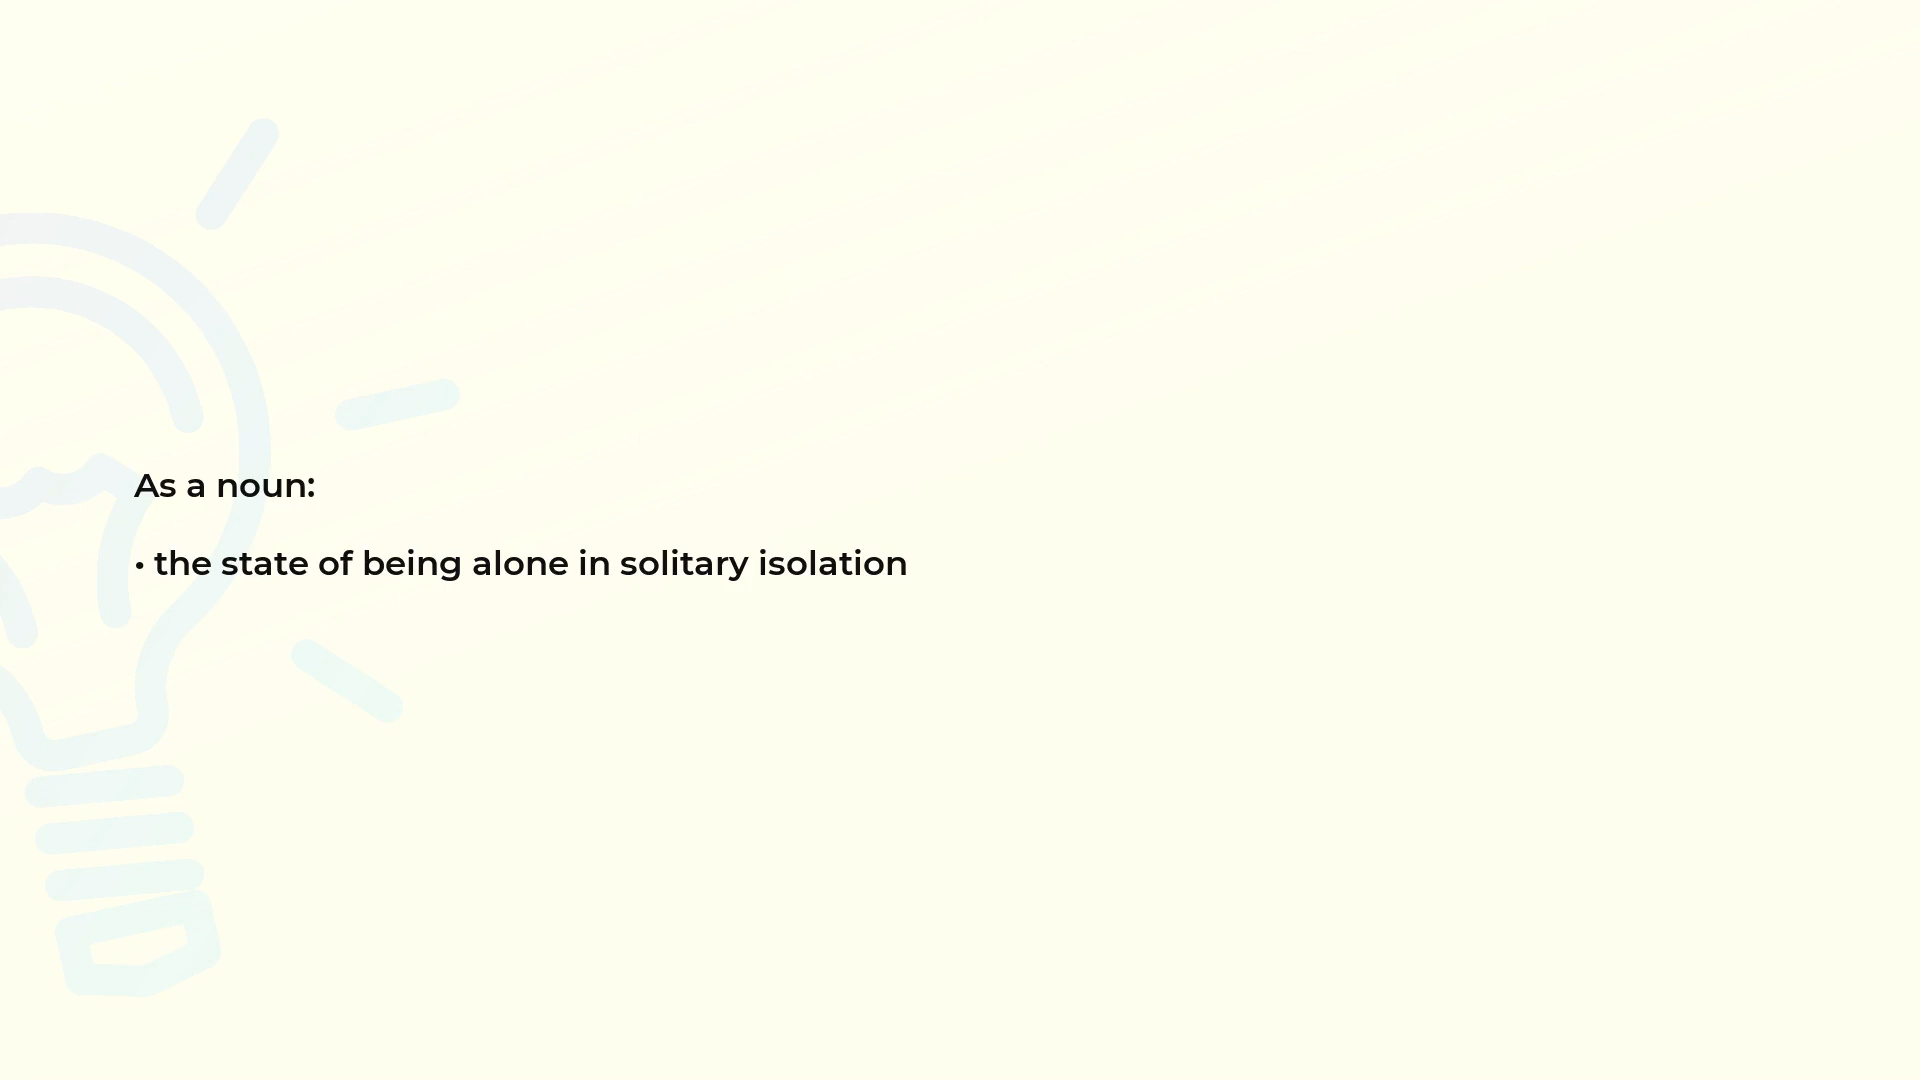 As a noun:
• the state of being alone in solitary isolation